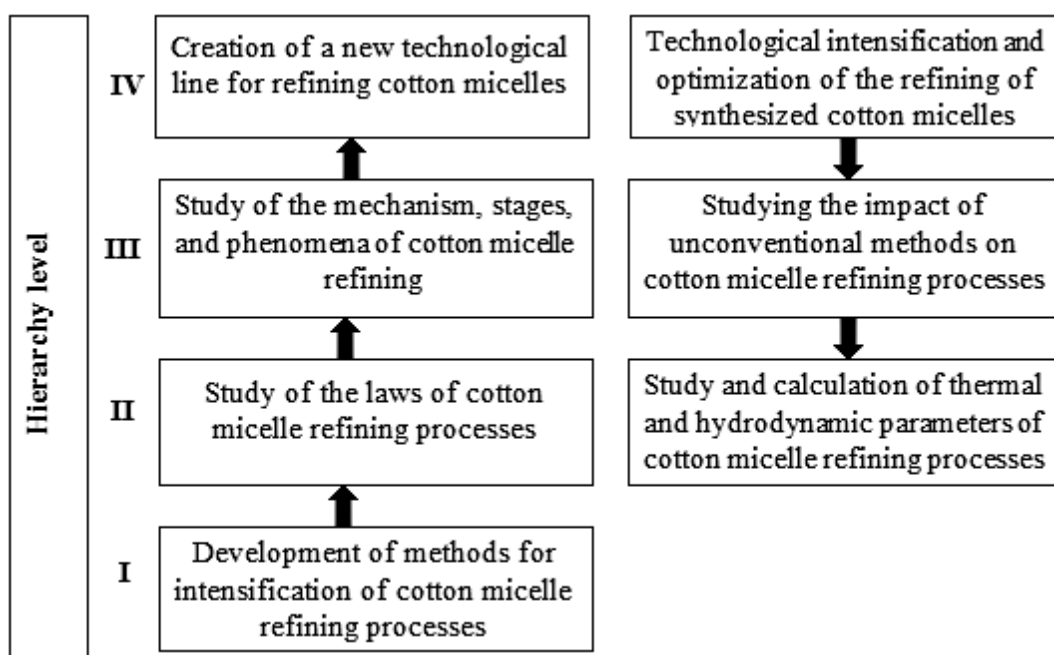 Hierarchy level
IV
Creation of a new technological
line for refining cotton micelles
Technological intensification and
optimization of the refining of
synthesized cotton micelles
III
Study of the mechanism, stages,
and phenomena of cotton micelle
refining
Studying the impact of
unconventional methods on
cotton micelle refining processes
II
Study of the laws of cotton
micelle refining processes
Study and calculation of thermal
and hydrodynamic parameters of
cotton micelle refining processes
I
Development of methods for
intensification of cotton micelle
refining processes